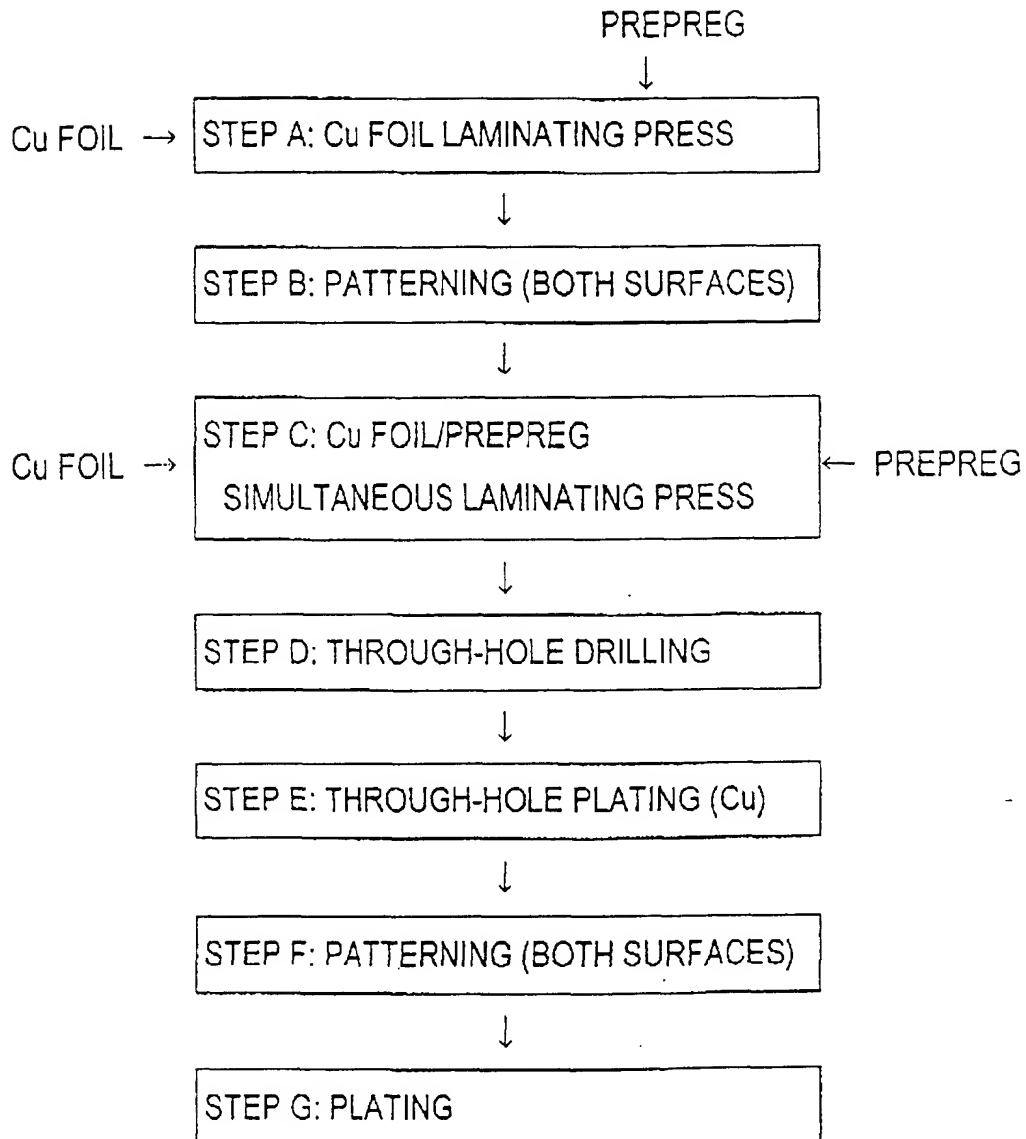 PREPREG
↓
Cu FOIL → STEP A: Cu FOIL LAMINATING PRESS
↓
STEP B: PATTERNING (BOTH SURFACES)
↓
STEP C: Cu FOIL/PREPREG
Cu FOIL → ← PREPREG
SIMULTANEOUS LAMINATING PRESS
↓
STEP D: THROUGH-HOLE DRILLING
↓
STEP E: THROUGH-HOLE PLATING (Cu)
↓
STEP F: PATTERNING (BOTH SURFACES)
↓
STEP G: PLATING